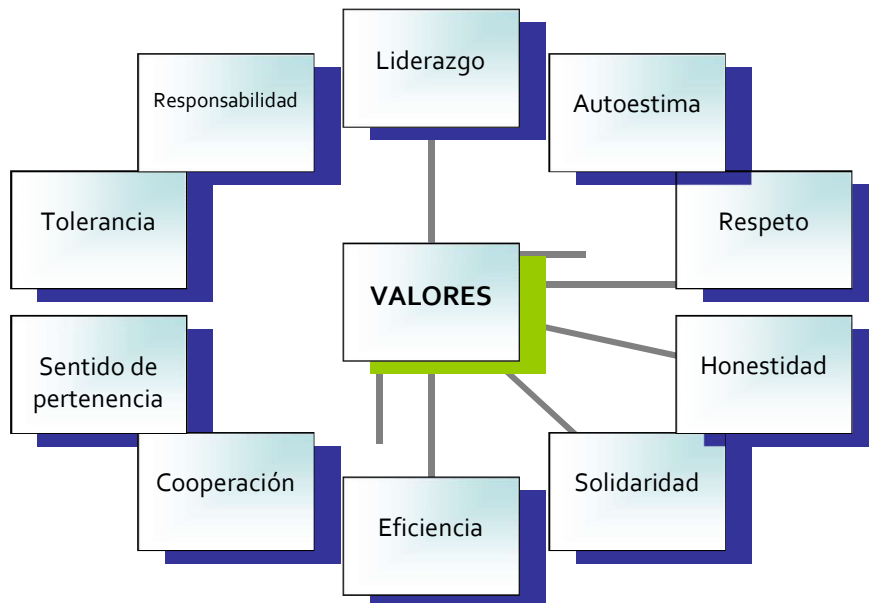 Liderazgo
Responsabilidad
Autoestima
Tolerancia
Respeto
VALORES
Sentido de
pertenencia
Honestidad
Cooperación
Solidaridad
Eficiencia